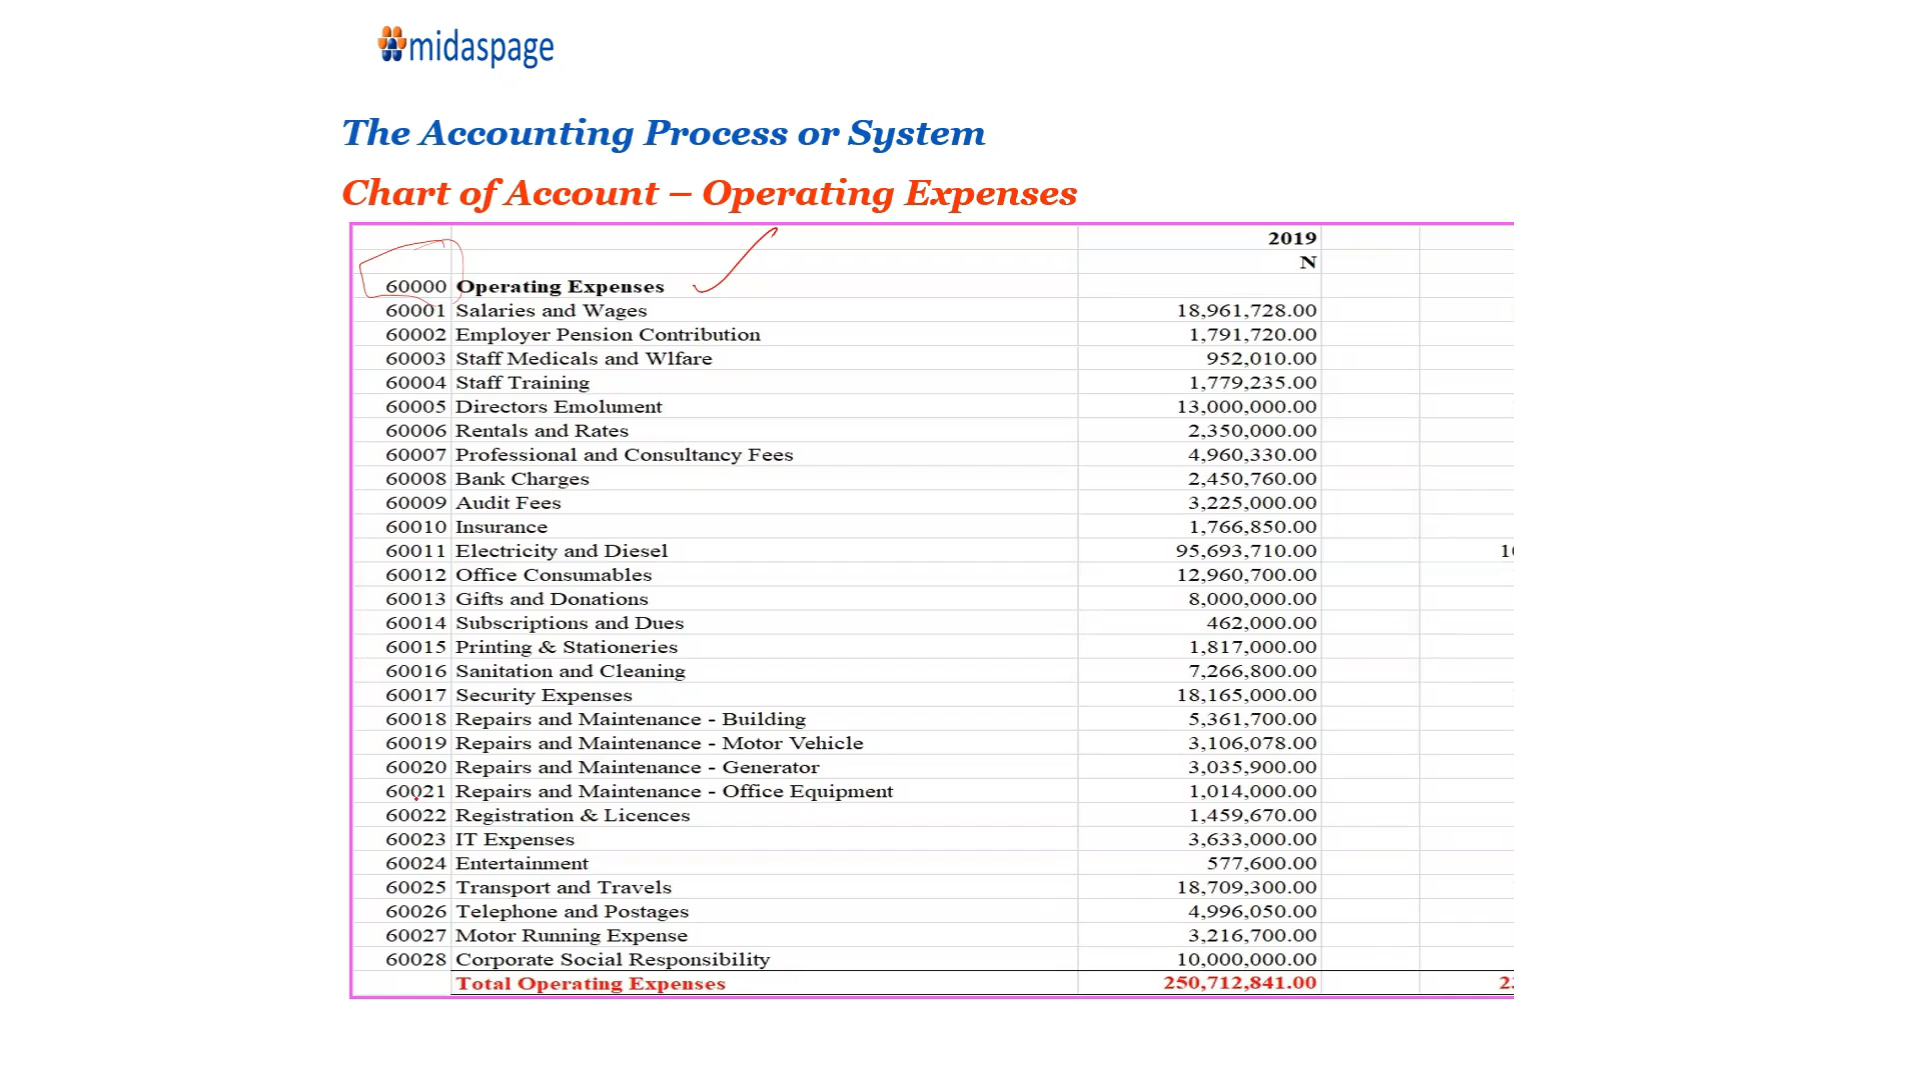 midaspage
The Accounting Process or System
Chart of Account – Operating Expenses
2019
N
60000 Operating Expenses
60001 Salaries and Wages 18,961,728.00
60002 Employer Pension Contribution 1,791,720.00
60003 Staff Medicals and Wlfare 952,010.00
60004 Staff Training 1,779,235.00
60005 Directors Emolument 13,000,000.00
60006 Rentals and Rates 2,350,000.00
60007 Professional and Consultancy Fees 4,960,330.00
60008 Bank Charges 2,450,760.00
60009 Audit Fees 3,225,000.00
60010 Insurance 1,766,850.00
60011 Electricity and Diesel 95,693,710.00
60012 Office Consumables 12,960,700.00
60013 Gifts and Donations 8,000,000.00
60014 Subscriptions and Dues 462,000.00
60015 Printing & Stationeries 1,817,000.00
60016 Sanitation and Cleaning 7,266,800.00
60017 Security Expenses 18,165,000.00
60018 Repairs and Maintenance - Building 5,361,700.00
60019 Repairs and Maintenance - Motor Vehicle 3,106,078.00
60020 Repairs and Maintenance - Generator 3,035,900.00
60021 Repairs and Maintenance - Office Equipment 1,014,000.00
60022 Registration & Licences 1,459,670.00
60023 IT Expenses 3,633,000.00
60024 Entertainment 577,600.00
60025 Transport and Travels 18,709,300.00
60026 Telephone and Postages 4,996,050.00
60027 Motor Running Expense 3,216,700.00
60028 Corporate Social Responsibility 10,000,000.00
Total Operating Expenses 250,712,841.00